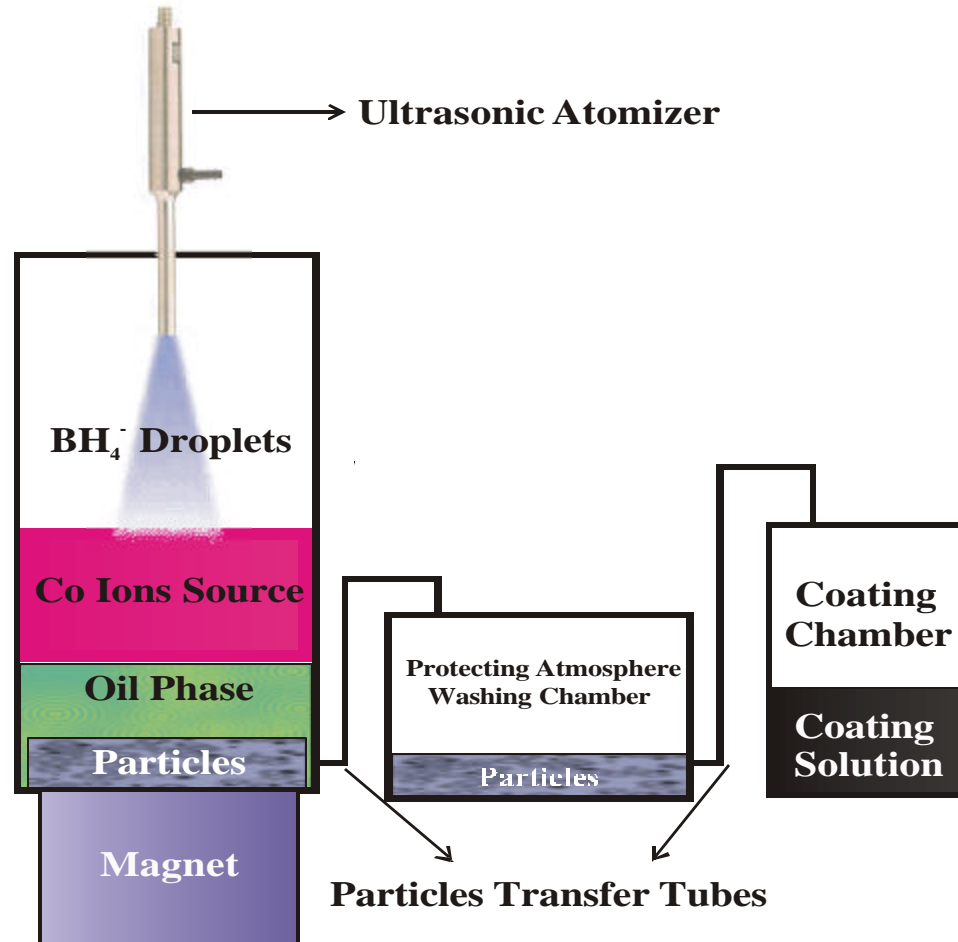 Ultrasonic Atomizer
BH₄⁻ Droplets
Co Ions Source
Oil Phase
Particles
Magnet
Protecting Atmosphere
Washing Chamber
Particles
Coating
Chamber
Coating
Solution
Particles Transfer Tubes